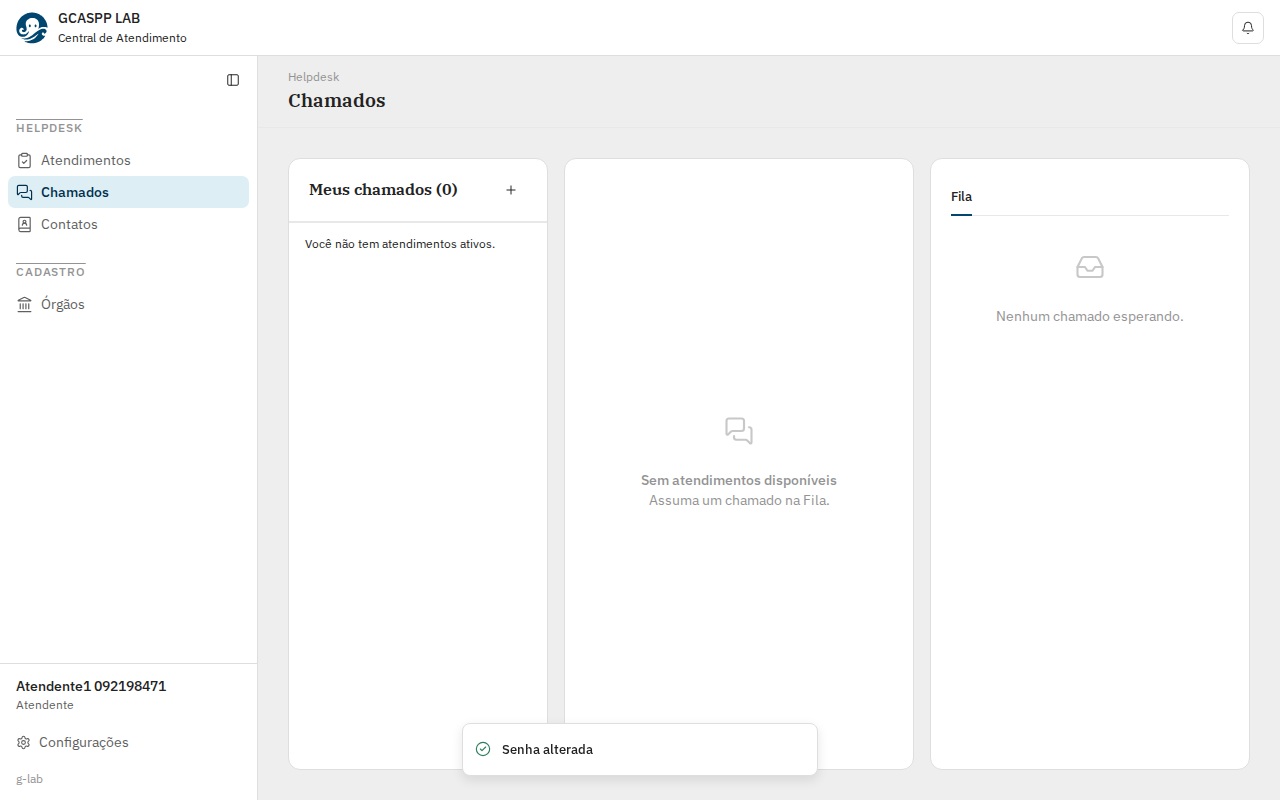 GCASPP LAB
Central de Atendimento
HELPDESK
Atendimentos
Chamados
Contatos
CADASTRO
Órgãos
Atendente1 092198471
Atendente
Configurações
g-lab
Helpdesk
Chamados
Meus chamados (0)
Você não tem atendimentos ativos.
Sem atendimentos disponíveis
Assuma um chamado na Fila.
Fila
Nenhum chamado esperando.
Senha alterada